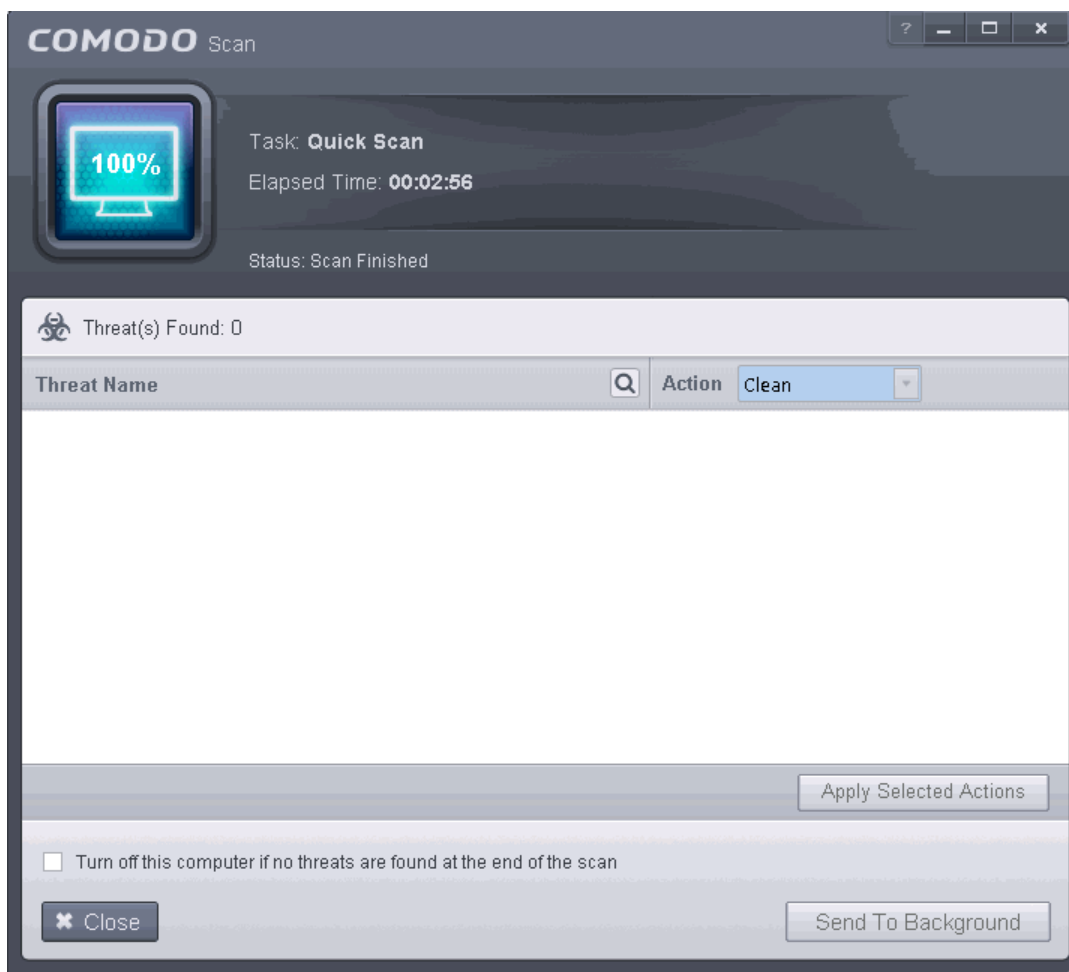 COMODO Scan
?
100%
Task: Quick Scan
Elapsed Time: 00:02:56
Status: Scan Finished
Threat(s) Found: 0
Threat Name
Action
Clean
Apply Selected Actions
Turn off this computer if no threats are found at the end of the scan
Close
Send To Background